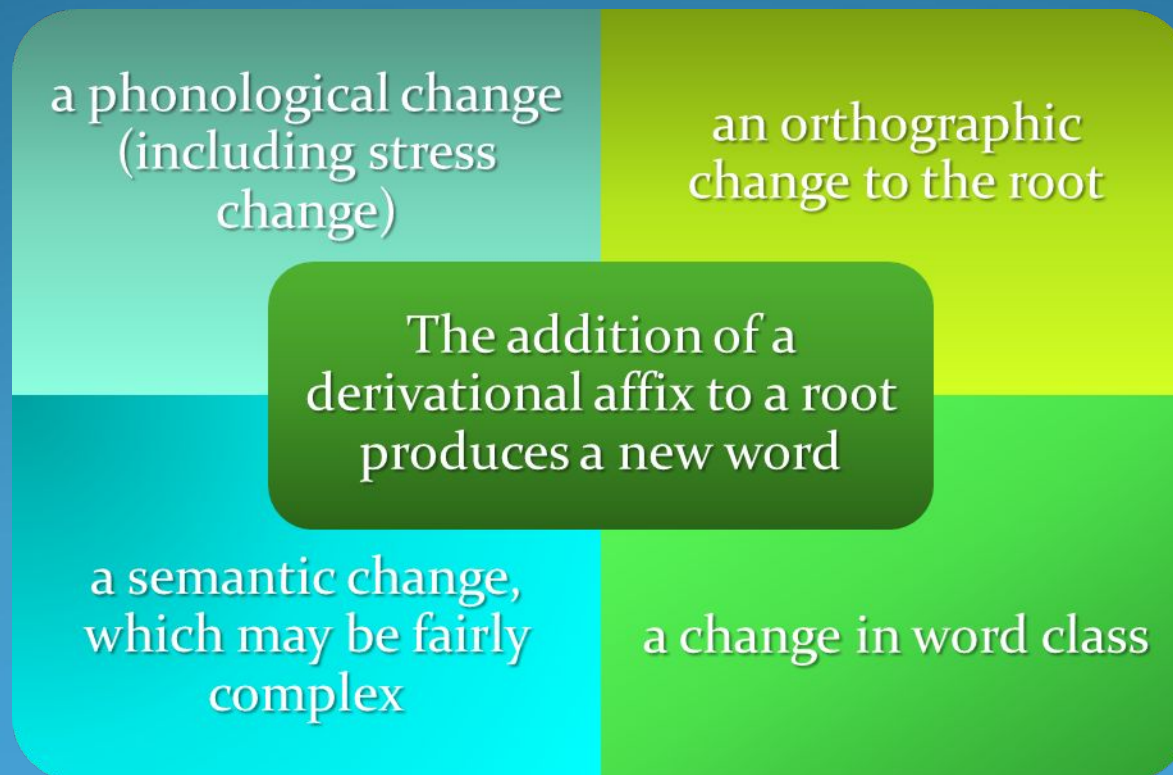 a phonological change
(including stress
change)
an orthographic
change to the root
The addition of a
derivational affix to a root
produces a new word
a semantic change,
which may be fairly
complex
a change in word class